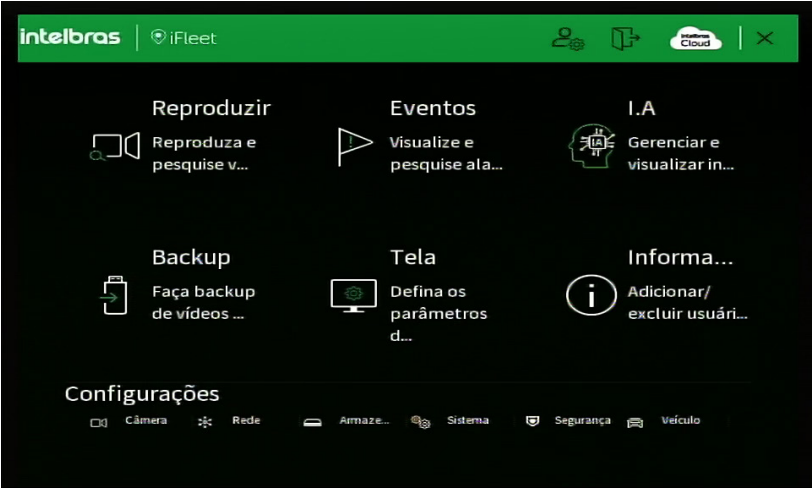 intelbras iFleet
intelbras
Cloud
Reproduzir
Reproduza e
pesquise v...
Eventos
Visualize e
pesquise ala...
I.A
IA
Gerenciar e
visualizar in...
Backup
Faça backup
de vídeos ...
Tela
Defina os
parâmetros
d...
Informa...
i
Adicionar/
excluir usuári...
Configurações
Câmera Rede Armaze... Sistema Segurança Veículo